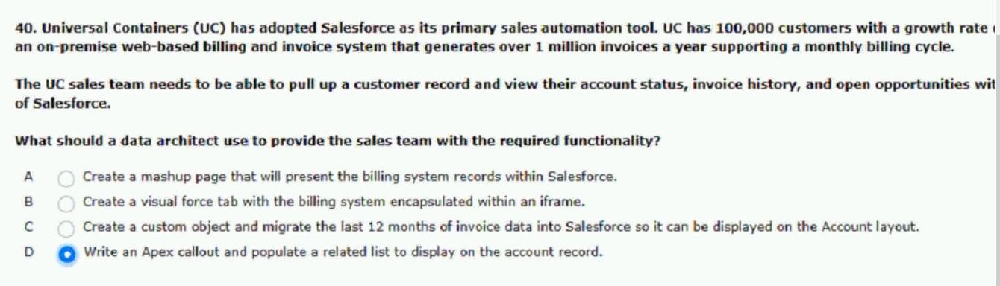 40. Universal Containers (UC) has adopted Salesforce as its primary sales automation tool. UC has 100,000 customers with a growth rate
an on-premise web-based billing and invoice system that generates over 1 million invoices a year supporting a monthly billing cycle.
The UC sales team needs to be able to pull up a customer record and view their account status, invoice history, and open opportunities
of Salesforce.
What should a data architect use to provide the sales team with the required functionality?
A Create a mashup page that will present the billing system records within Salesforce.
B Create a visual force tab with the billing system encapsulated within an iframe.
C Create a custom object and migrate the last 12 months of invoice data into Salesforce so it can be displayed on the Account layout.
D Write an Apex callout and populate a related list to display on the account record.